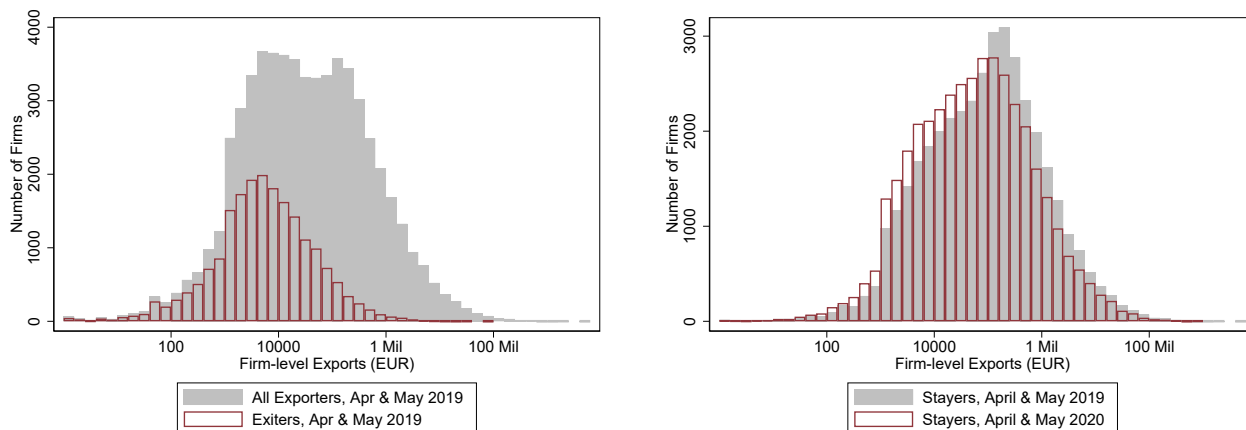 4000
3000
2000
1000
0
Number of Firms
100
10000
1 Mil
100 Mil
Firm-level Exports (EUR)
All Exporters, Apr & May 2019
Exiters, Apr & May 2019
3000
2000
1000
0
Number of Firms
100
10000
1 Mil
100 Mil
Firm-level Exports (EUR)
Stayers, April & May 2019
Stayers, April & May 2020